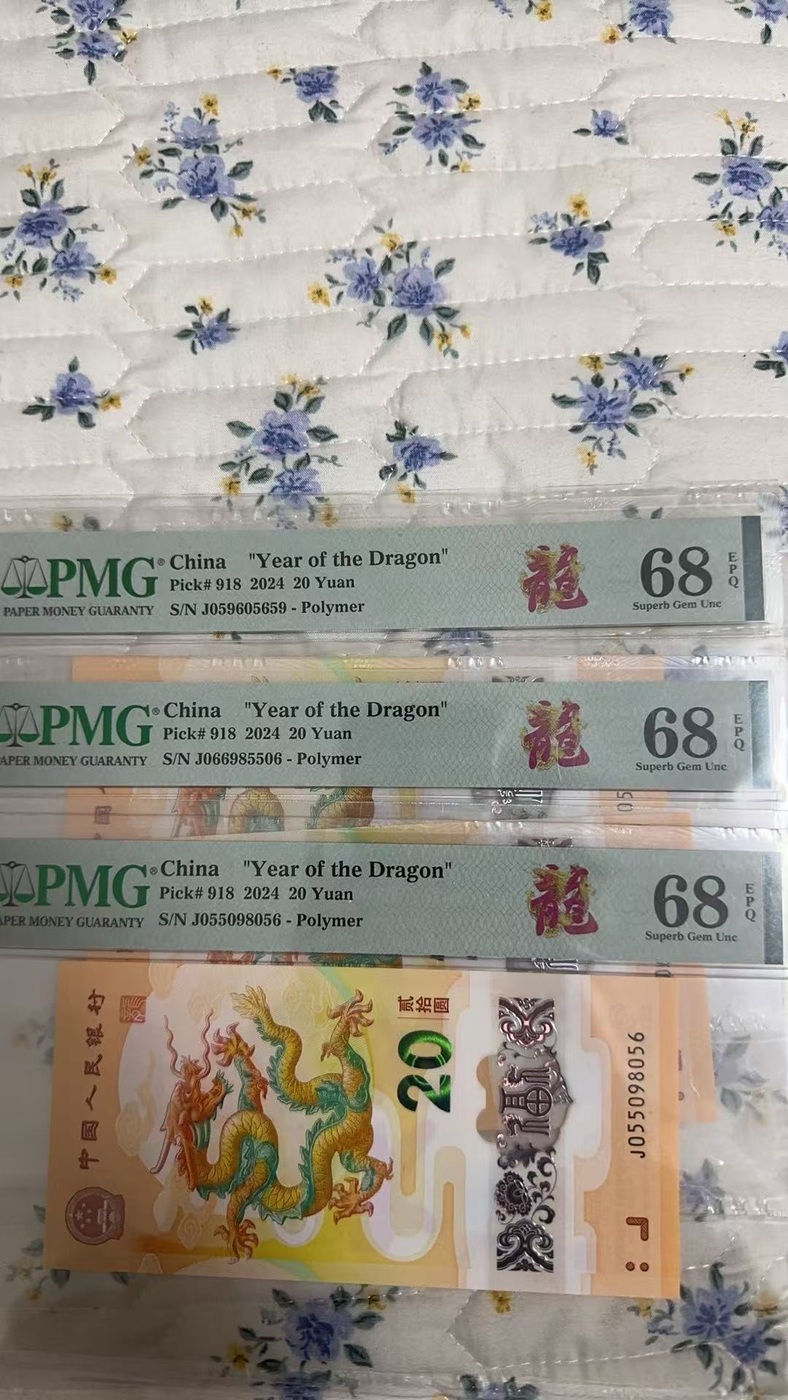 PMG® China "Year of the Dragon"
Pick# 918 2024 20 Yuan
PAPER MONEY GUARANTY S/N J059605659 - Polymer
龍
68
EPQ
Superb Gem Unc
PMG® China "Year of the Dragon"
Pick# 918 2024 20 Yuan
APER MONEY GUARANTY S/N J066985506 - Polymer
龍
68
EPQ
Superb Gem Unc
05
PMG® China "Year of the Dragon"
Pick# 918 2024 20 Yuan
APER MONEY GUARANTY S/N J055098056 - Polymer
龍
68
EPQ
Superb Gem Unc
中国人民银行
贰拾圆
20
福
J055098056